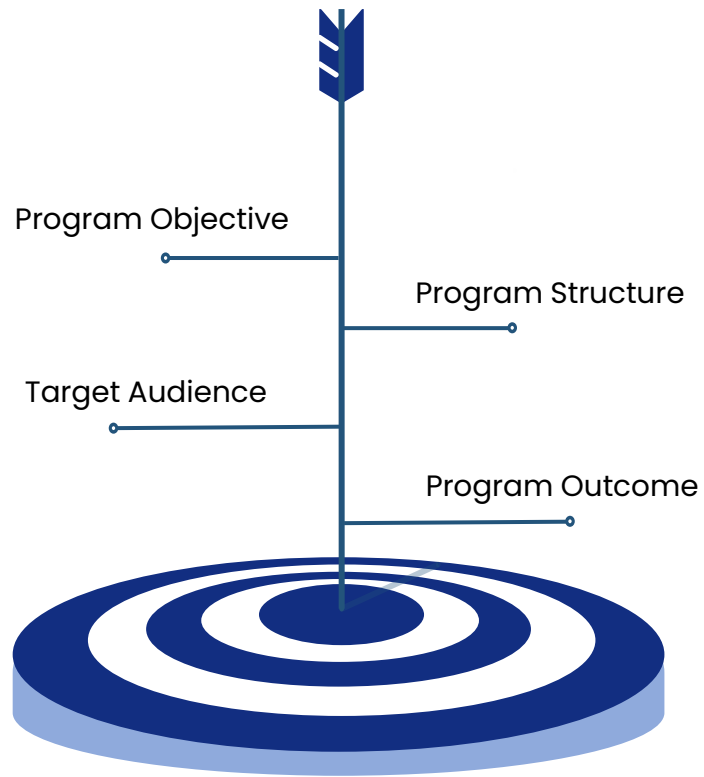 Program Objective
Program Structure
Target Audience
Program Outcome